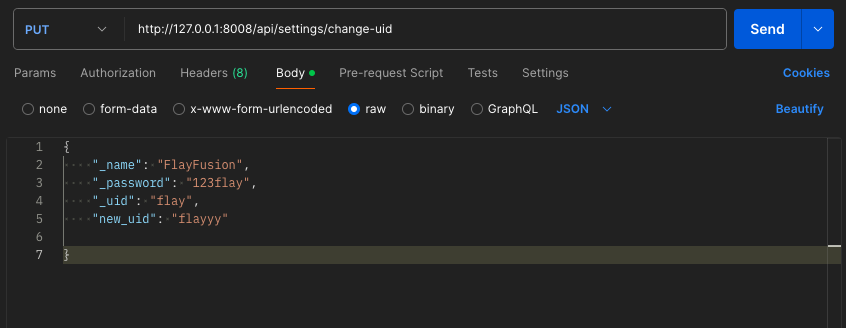 PUT http://127.0.0.1:8008/api/settings/change-uid Send
Params Authorization Headers (8) Body Pre-request Script Tests Settings Cookies
none form-data x-www-form-urlencoded raw binary GraphQL JSON Beautify
1 {
2 "_name": "FlayFusion",
3 "_password": "123flay",
4 "_uid": "flay",
5 "new_uid": "flayyy"
6
7 }